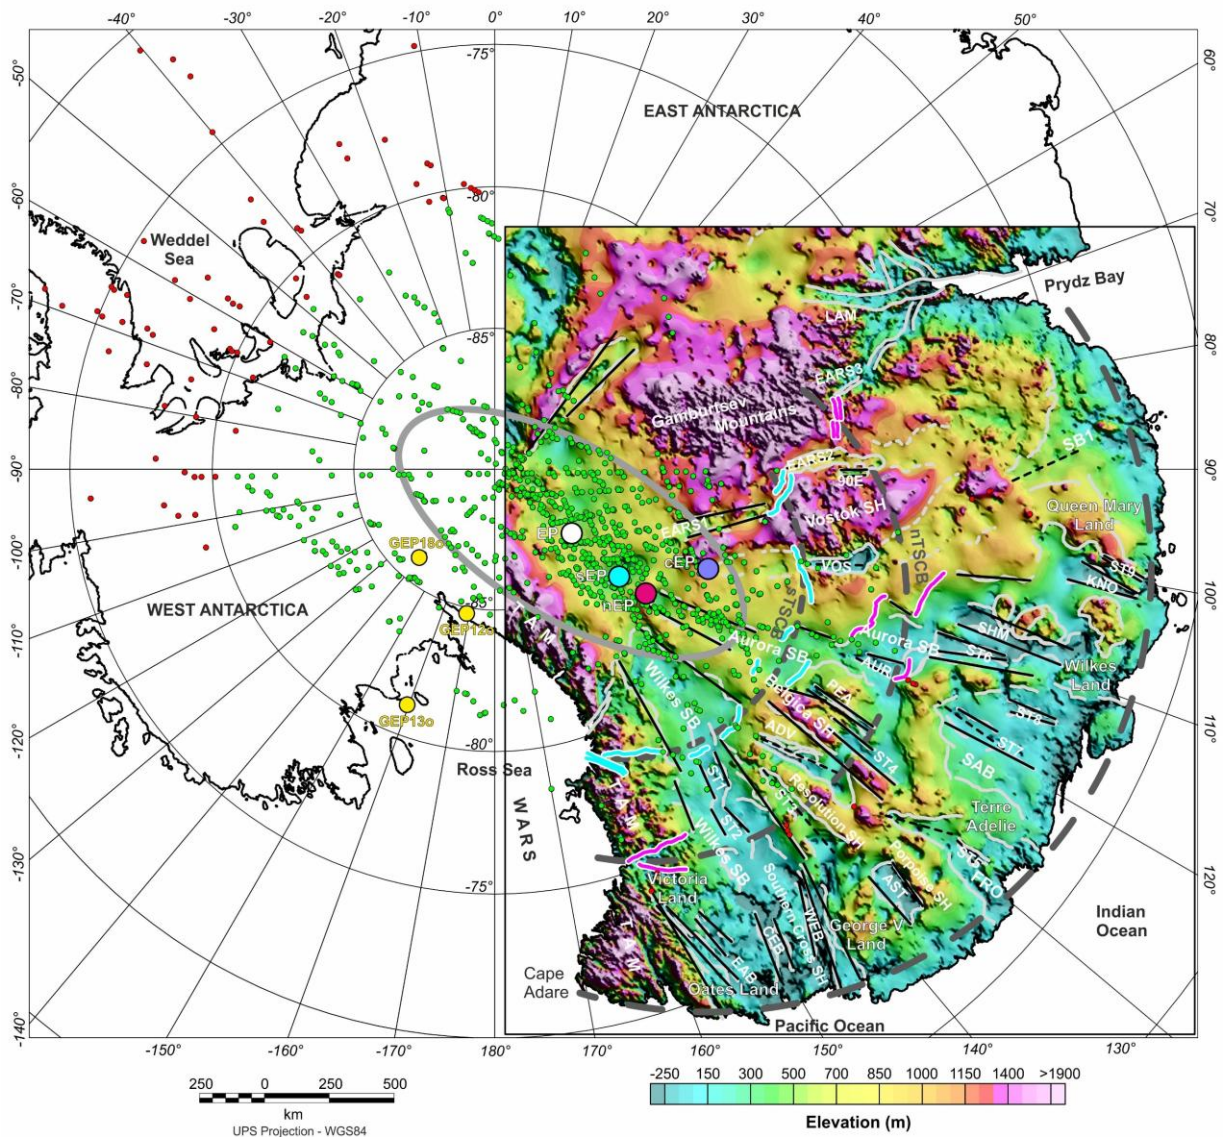 -40°
-30°
-20°
-10°
0°
10°
20°
30°
40°
50°
60°
-50°
-75°
EAST ANTARCTICA
-60°
-80°
70°
Weddel
Sea
Prydz Bay
-70°
LAM
-85°
80°
EARS3
-80°
Gamburtsev
Mountains
SB1
EARS2
-90°
90E
90°
Queen Mary
Land
Vostok SH
EARS1
EP
GEP18o
cEP
VOS
nTSCB
ST9
-100°
sEP
KNO
100°
nEP
sTSCB
WEST ANTARCTICA
-85°
GEP12o
T A M
Aurora SB
Aurora SB
SHM
ST6
-110°
AUR
Wilkes
Land
Wilkes SB
Belgica SH
PEA
GEP13o
ST8
110°
ADV
ST7
-120°
-80°
ST4
SAB
Ross Sea
ST1
ST3
Resolution SH
T A M
Terre
Adelie
W A R S
ST2
Wilkes SB
Porpoise SH
-130°
ST5
FRO
120°
-75°
Victoria
Land
Southern Cross SH
AST
WEB
George V
Land
Indian
Ocean
T A M
CEB
EAB
Cape
Adare
Oates Land
Pacific Ocean
-140°
-150°
-160°
-170°
180°
170°
160°
150°
140°
130°
250 0 250 500
km
UPS Projection - WGS84
-250 150 300 500 700 850 1000 1150 1400 >1900
Elevation (m)